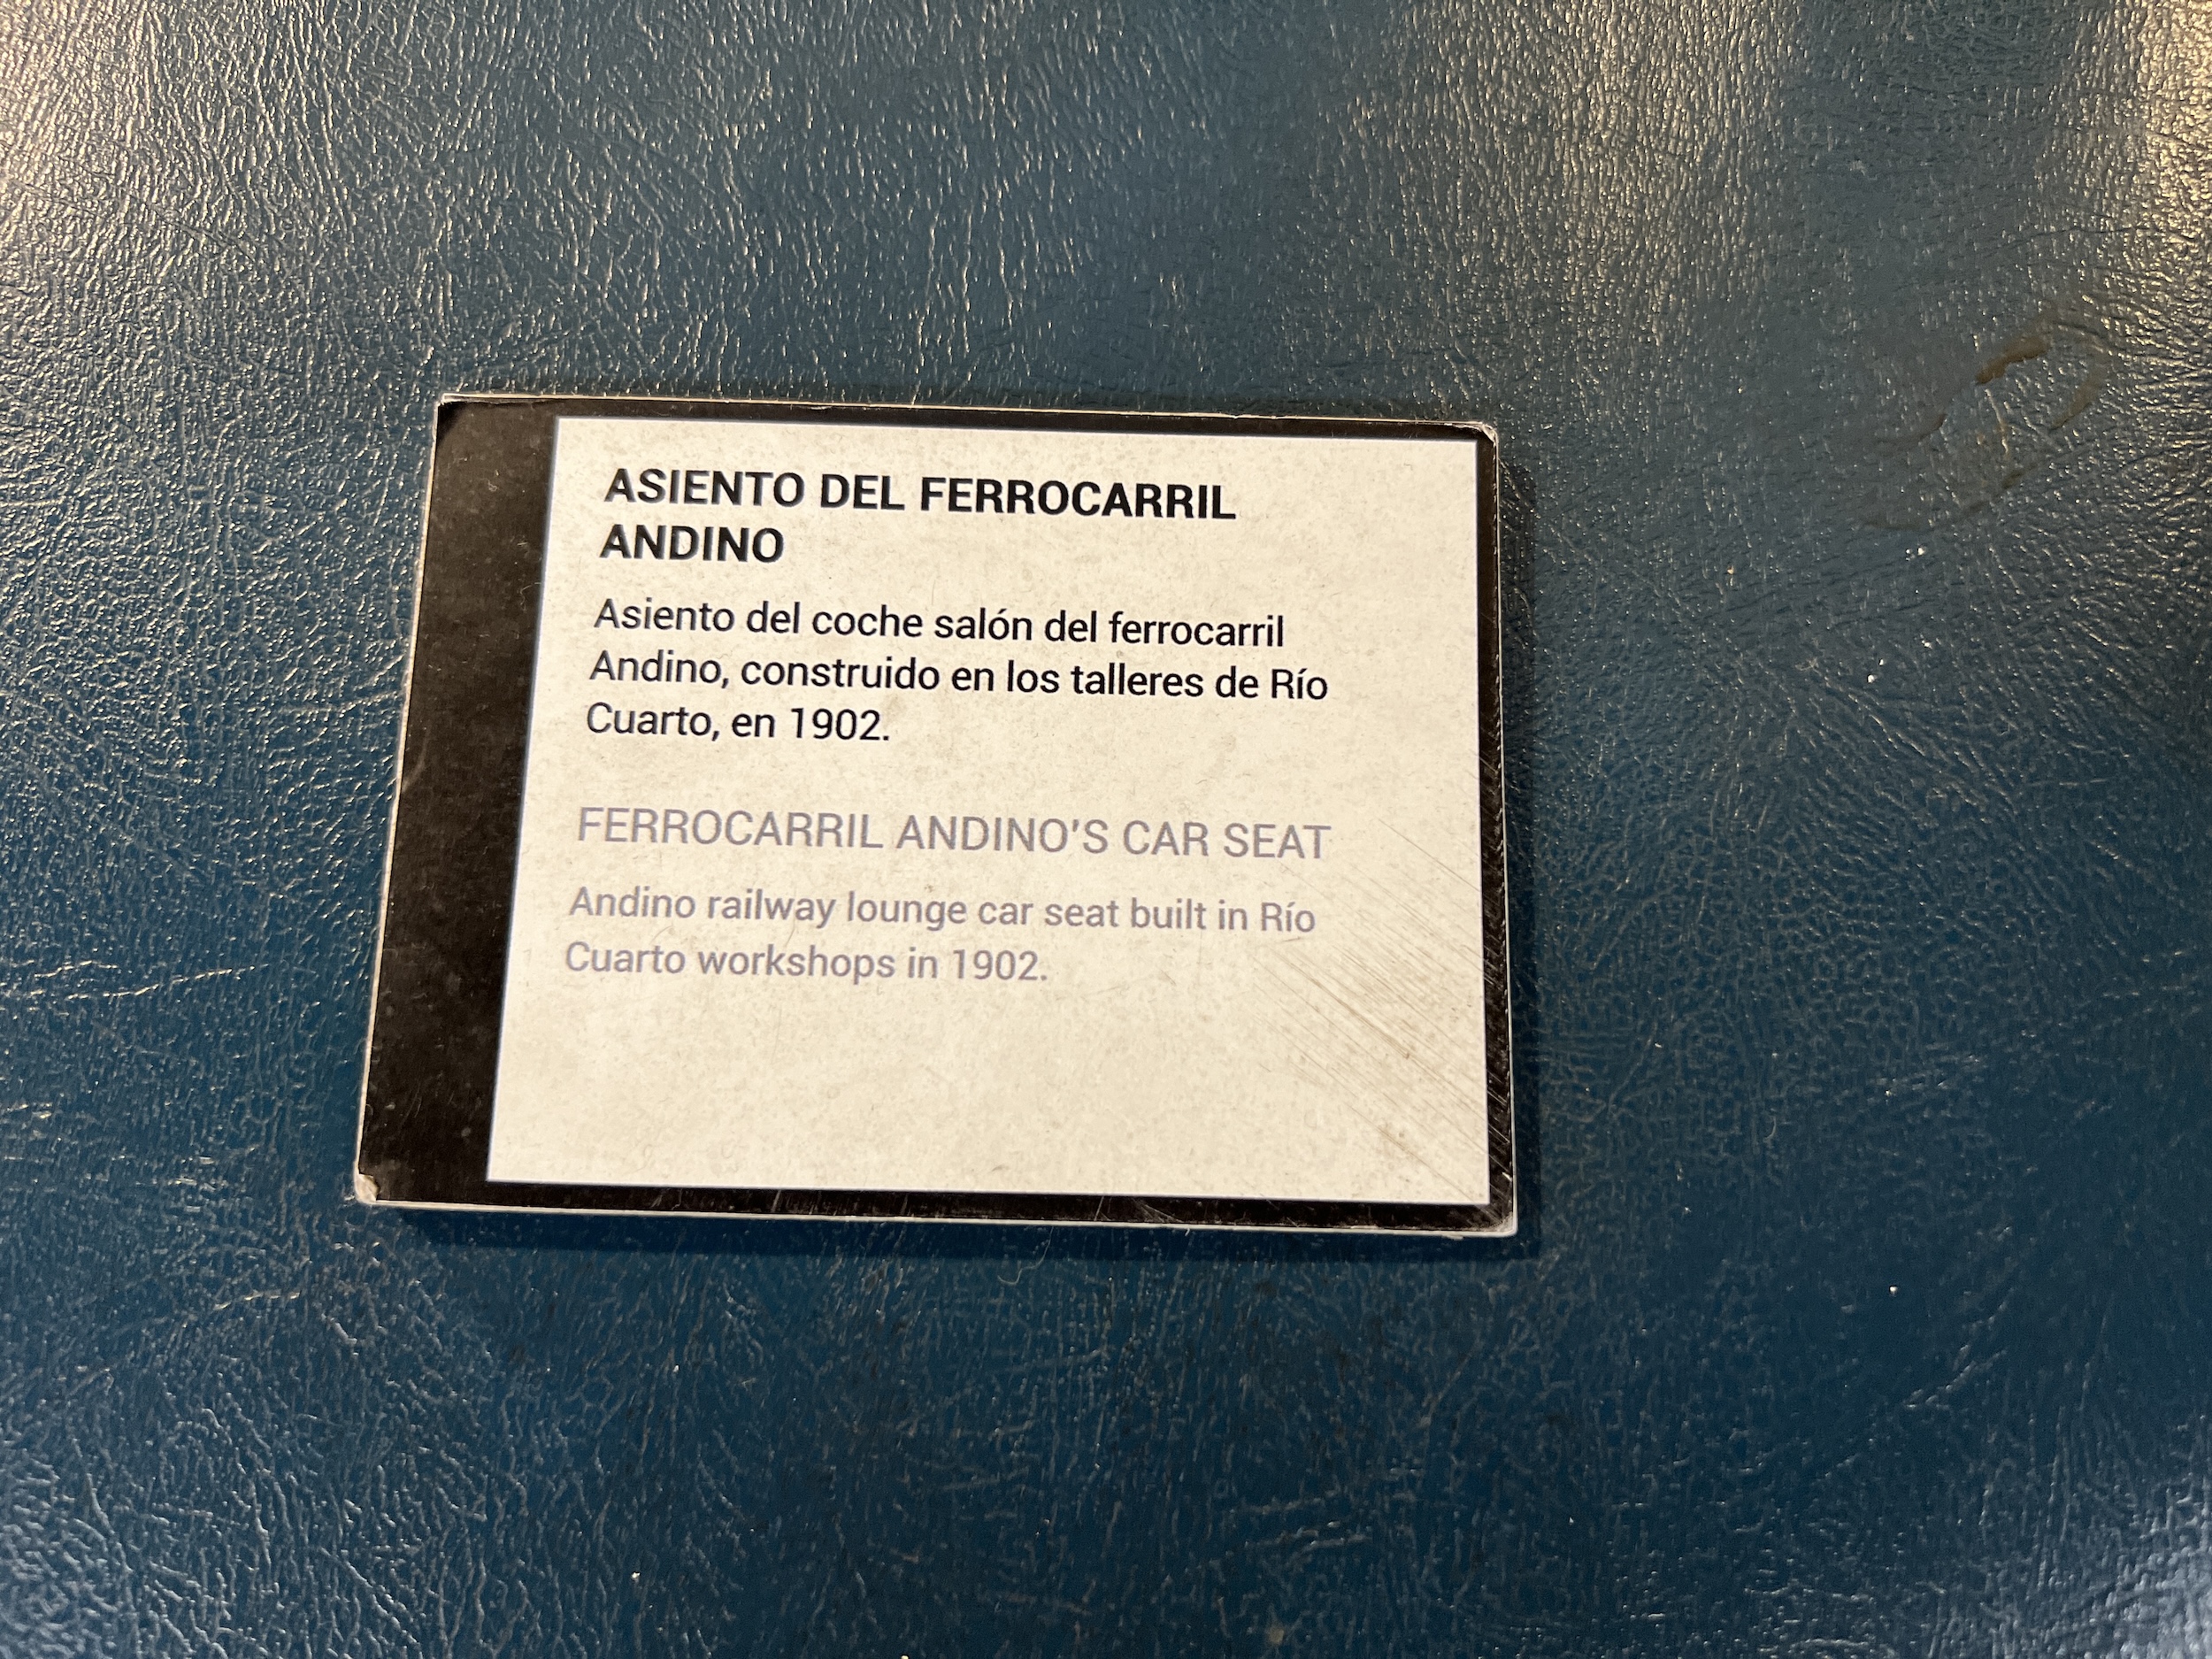 ASIENTO DEL FERROCARRIL
ANDINO
Asiento del coche salón del ferrocarril
Andino, construido en los talleres de Río
Cuarto, en 1902.
FERROCARRIL ANDINO'S CAR SEAT
Andino railway lounge car seat built in Río
Cuarto workshops in 1902.